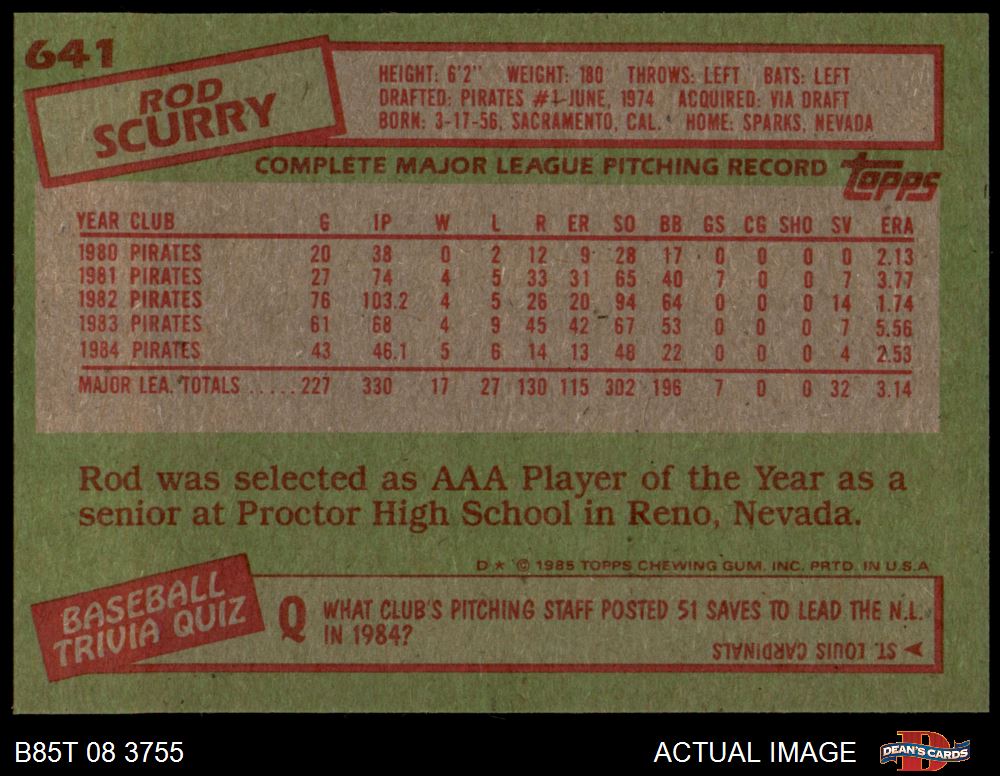 641
ROD
SCURRY
HEIGHT: 6'2" WEIGHT: 180 THROWS: LEFT BATS: LEFT
DRAFTED: PIRATES #1-JUNE, 1974 ACQUIRED: VIA DRAFT
BORN: 3-17-56, SACRAMENTO, CAL. HOME: SPARKS, NEVADA
COMPLETE MAJOR LEAGUE PITCHING RECORD
topps
YEAR CLUB G IP W L R ER SO BB GS CG SHO SV ERA
1980 PIRATES 20 38 0 2 12 9 28 17 0 0 0 0 2.13
1981 PIRATES 27 74 4 5 33 31 65 40 7 0 0 7 3.77
1982 PIRATES 76 103.2 4 5 26 20 94 64 0 0 0 14 1.74
1983 PIRATES 61 68 4 9 45 42 67 53 0 0 0 7 5.56
1984 PIRATES 43 46.1 5 6 14 13 48 22 0 0 0 4 2.53
MAJOR LEA. TOTALS ..... 227 330 17 27 130 115 302 196 7 0 0 32 3.14
Rod was selected as AAA Player of the Year as a
senior at Proctor High School in Reno, Nevada.
D * © 1985 TOPPS CHEWING GUM, INC. PRTD. IN U.S.A
BASEBALL
TRIVIA QUIZ
Q WHAT CLUB'S PITCHING STAFF POSTED 51 SAVES TO LEAD THE N.L.
IN 1984?
ST. LOUIS CARDINALS
B85T 08 3755
ACTUAL IMAGE
D
DEAN'S CARDS